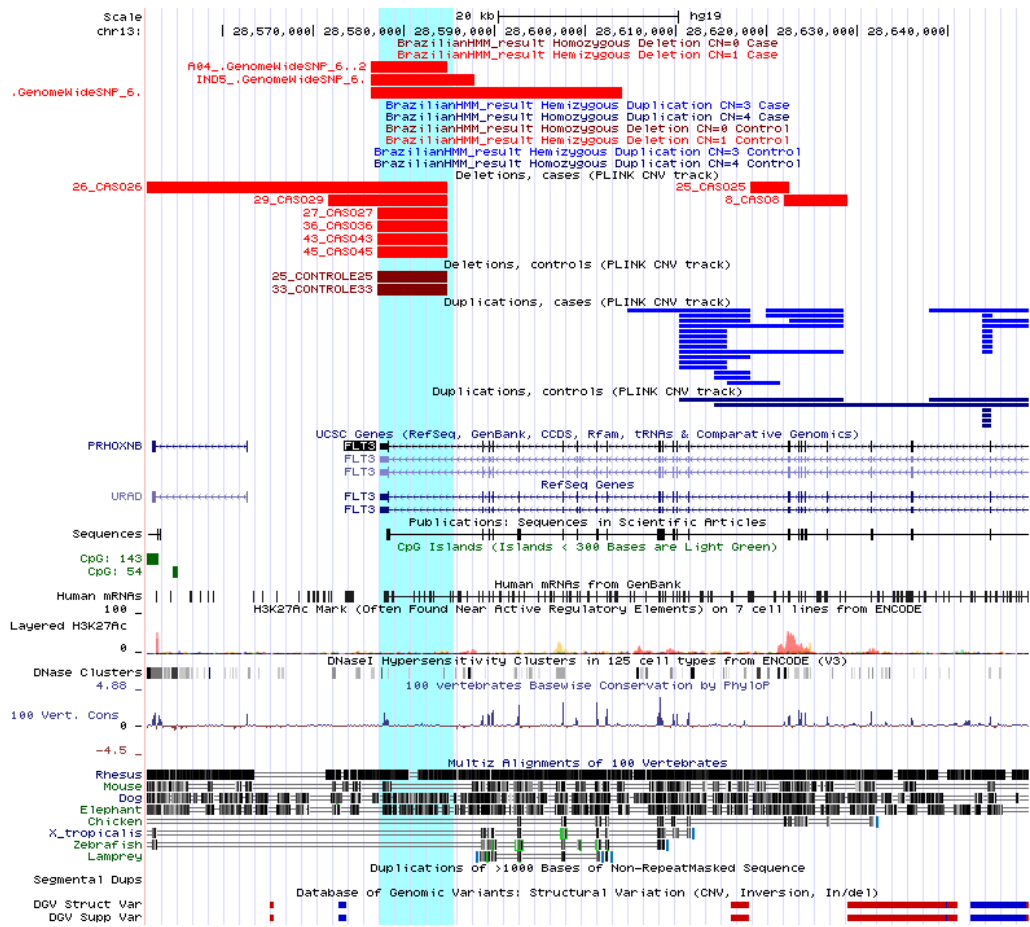 Scale 20 kb hg19
chr13: 28,570,000 28,580,000 28,590,000 28,600,000 28,610,000 28,620,000 28,630,000 28,640,000
BrazilianHMM_result Homozygous Deletion CN=0 Case
BrazilianHMM_result Hemizygous Deletion CN=1 Case
A04_.GenomeWideSNP_6..2
IND5_.GenomeWideSNP_6.
.GenomeWideSNP_6.
BrazilianHMM_result Hemizygous Duplication CN=3 Case
BrazilianHMM_result Homozygous Duplication CN=4 Case
BrazilianHMM_result Homozygous Deletion CN=0 Control
BrazilianHMM_result Hemizygous Deletion CN=1 Control
BrazilianHMM_result Hemizygous Duplication CN=3 Control
BrazilianHMM_result Homozygous Duplication CN=4 Control
Deletions, cases (PLINK CNV track)
26_CASO26 25_CASO25
29_CASO29 8_CASO8
27_CASO27
36_CASO36
43_CASO43
45_CASO45
Deletions, controls (PLINK CNV track)
25_CONTROLE25
33_CONTROLE33
Duplications, cases (PLINK CNV track)
Duplications, controls (PLINK CNV track)
UCSC Genes (RefSeq, GenBank, CCDS, Rfam, tRNAs & Comparative Genomics)
PRHOXNB FLT3
FLT3
FLT3
RefSeq Genes
URAD FLT3
FLT3
Publications: Sequences in Scientific Articles
Sequences
CpG Islands (Islands < 300 Bases are Light Green)
CpG: 143
CpG: 54
Human mRNAs from GenBank
Human mRNAs
H3K27Ac Mark (Often Found Near Active Regulatory Elements) on 7 cell lines from ENCODE
100 _
Layered H3K27Ac
0 _
DNaseI Hypersensitivity Clusters in 125 cell types from ENCODE (V3)
DNase Clusters
100 vertebrates Basewise Conservation by PhyloP
4.88 _
100 Vert. Cons
0 _
-4.5 _
Multiz Alignments of 100 Vertebrates
Rhesus
Mouse
Dog
Elephant
Chicken
X_tropicalis
Zebrafish
Lamprey
Duplications of >1000 Bases of Non-RepeatMasked Sequence
Segmental Dups
Database of Genomic Variants: Structural Variation (CNV, Inversion, In/del)
DGV Struct Var
DGV Supp Var